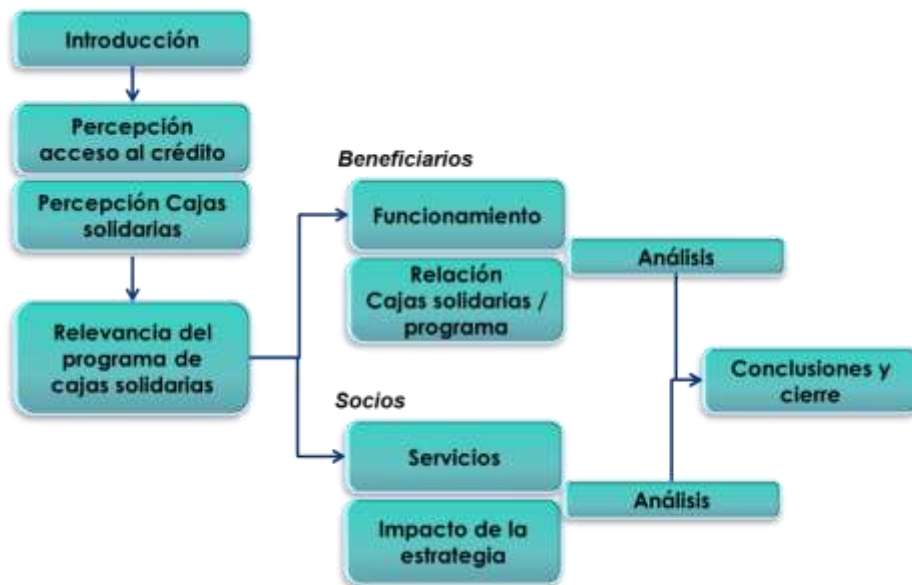 Introducción
Percepción
acceso al crédito
Percepción Cajas
solidarias
Relevancia del
programa de
cajas solidarias
Beneficiarios
Funcionamiento
Relación
Cajas solidarias /
programa
Análisis
Socios
Servicios
Impacto de la
estrategia
Análisis
Conclusiones y
cierre